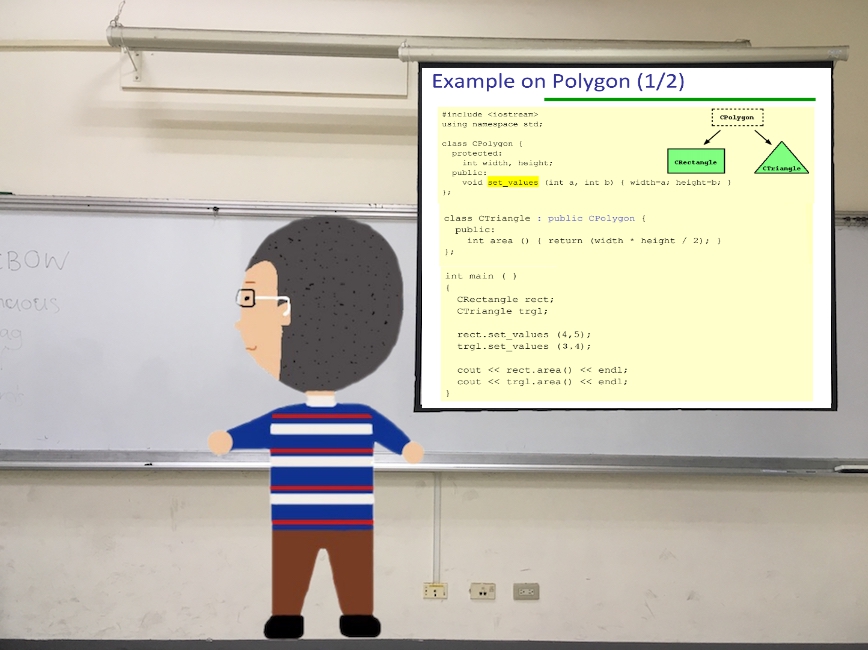 CBOW
Example on Polygon (1/2)
#include <iostream>
using namespace std;
class CPolygon {
protected:
int width, height;
public:
void set_values (int a, int b) { width=a; height=b; }
};
CPolygon
CRectangle
CTriangle
class CTriangle : public CPolygon {
public:
int area () { return (width * height / 2); }
};
int main ( )
{
CRectangle rect;
CTriangle trgl;
rect.set_values (4,5);
trgl.set_values (3.4);
cout << rect.area() << endl;
cout << trgl.area() << endl;
}